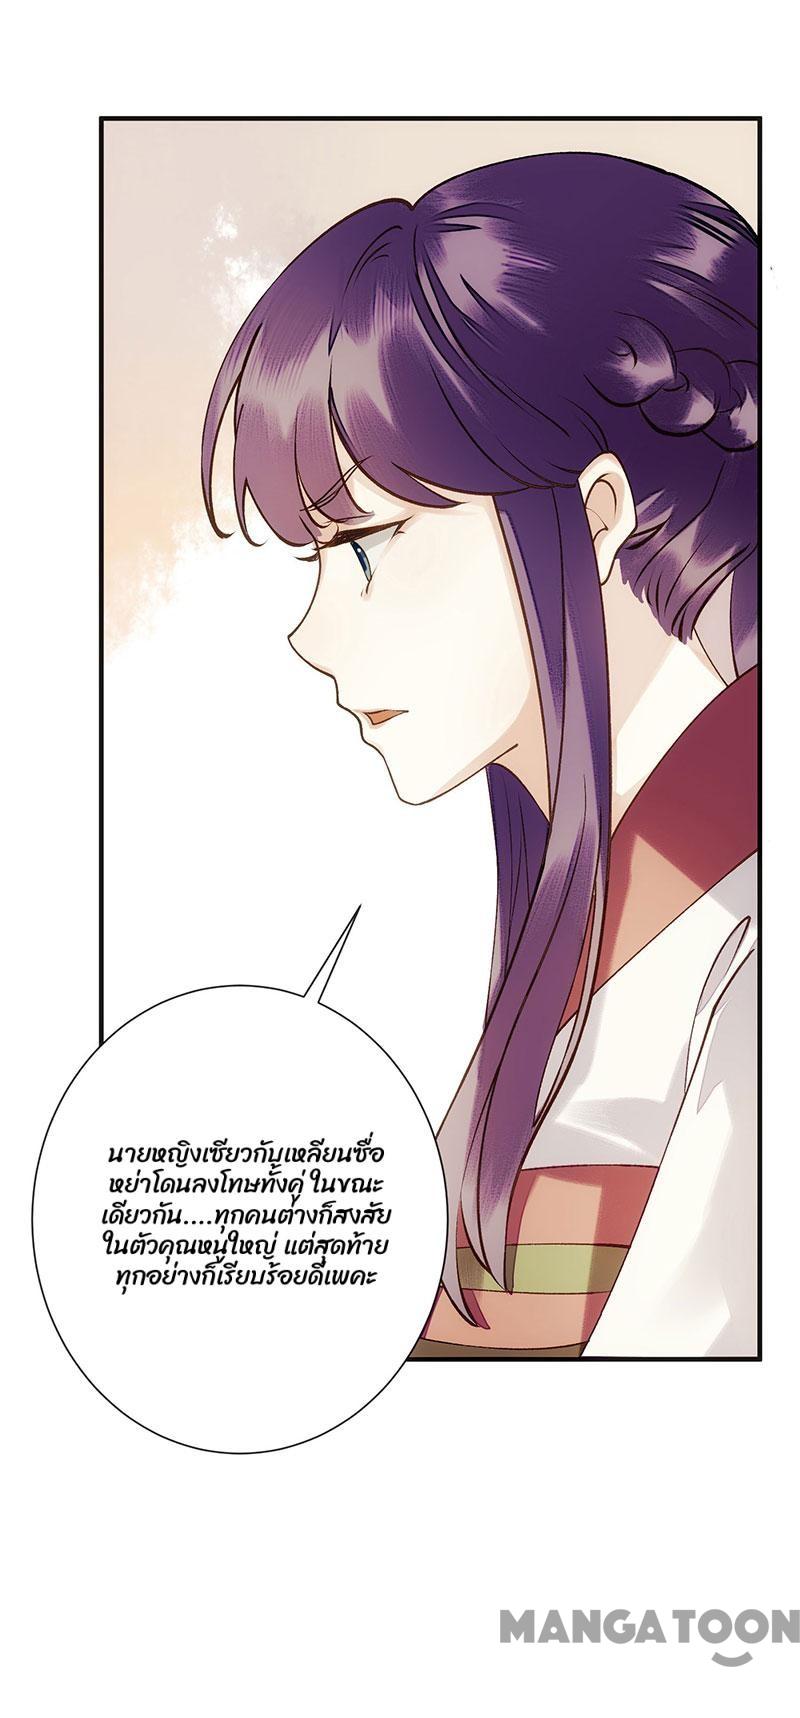 นายหญิงเซียวกับเหลียนซื่อ
หย่าโดนลงโทษทั้งคู่ ในขณะ
เดียวกัน....ทุกคนต่างก็สงสัย
ในตัวคุณหนูใหญ่ แต่สุดท้าย
ทุกอย่างก็เรียบร้อยดีเพคะ
MANGATOON